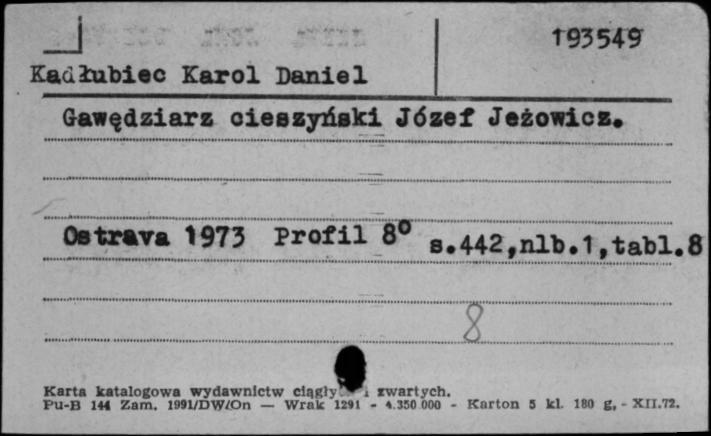 193549
Kadłubiec Karol Daniel
Gawędziarz cieszyński Józef Jeżowicz.
Ostrava 1973 Profil 8° s.442,nlb.1,tabl.8
8
Karta katalogowa wydawnictw i zwartych.
Pu-B 144 Zam. 1991/DW/On — Wrak 1291 - 4.350 000 - Karton 5 kl. 180 g, - XII.72.